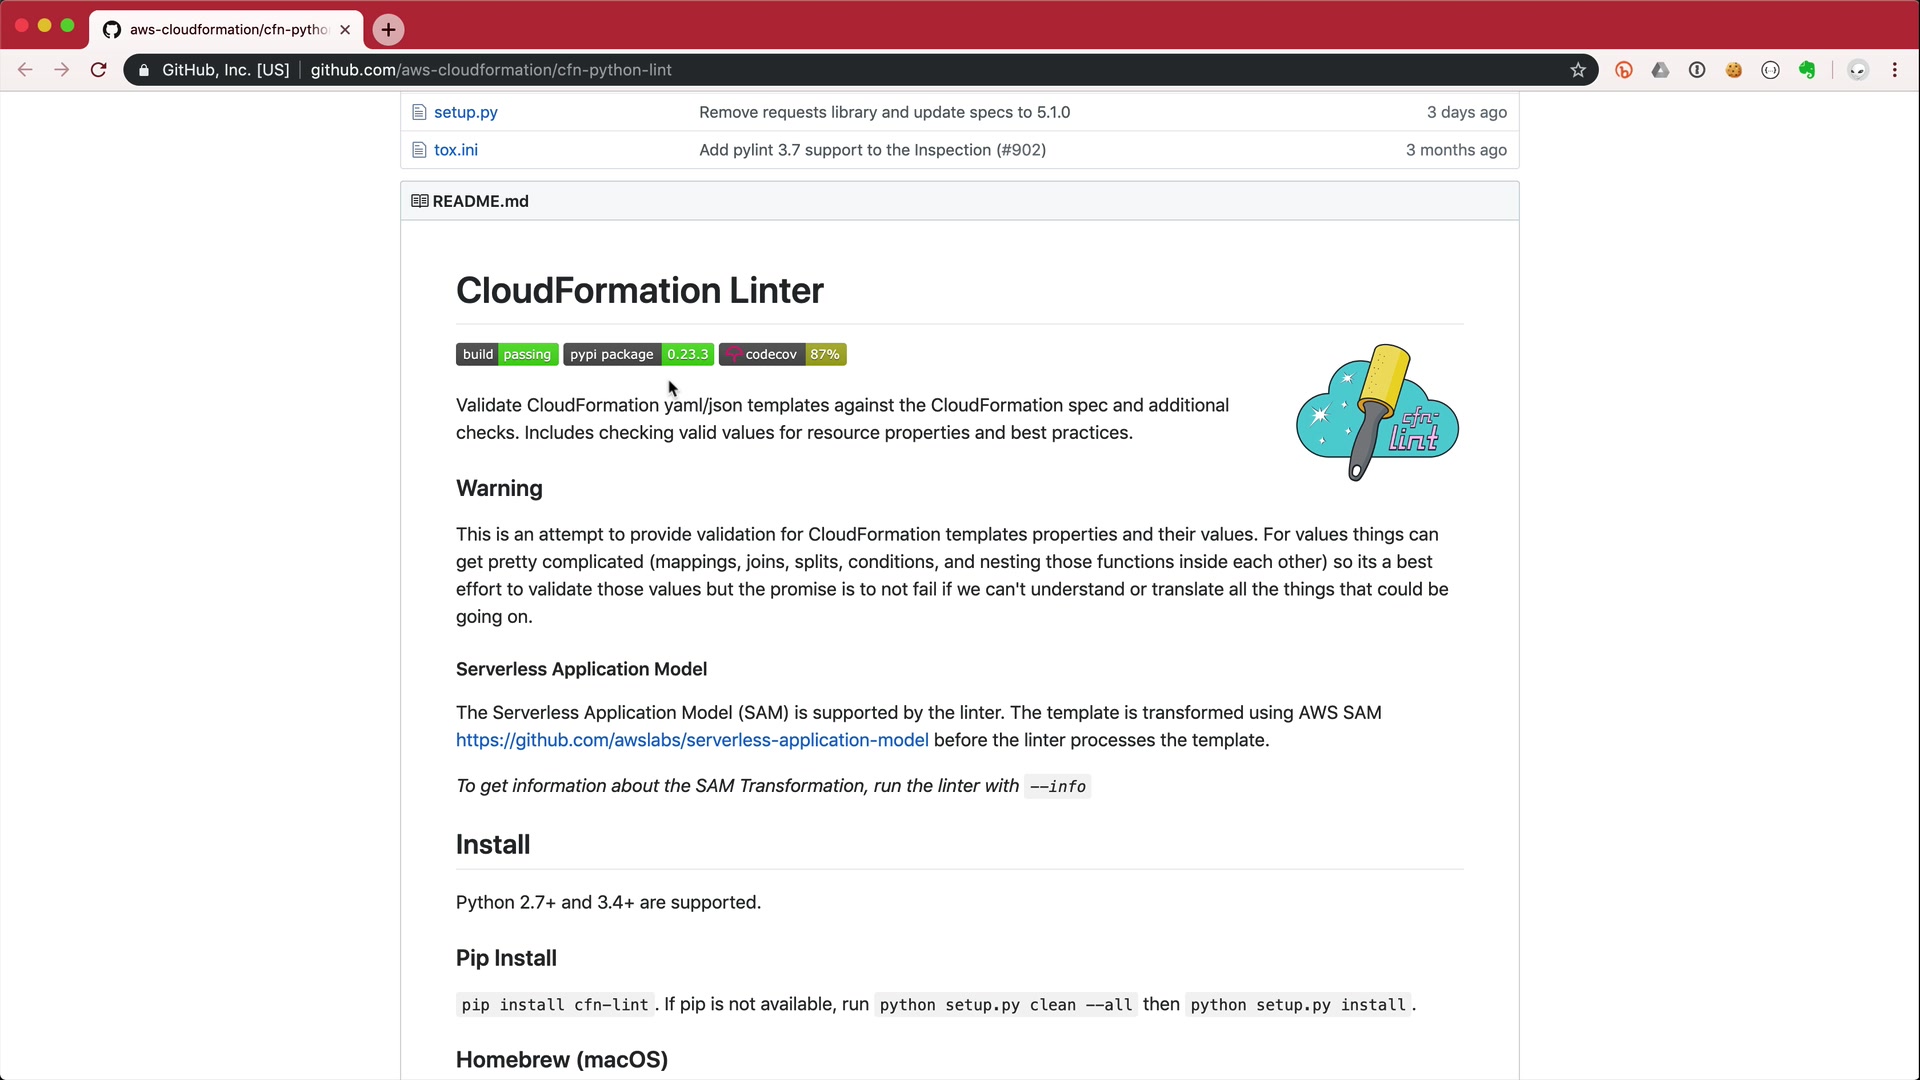 aws-cloudformation/cfn-pytho
GitHub, Inc. [US] | github.com/aws-cloudformation/cfn-python-lint
setup.py Remove requests library and update specs to 5.1.0 3 days ago
tox.ini Add pylint 3.7 support to the Inspection (#902) 3 months ago
README.md
CloudFormation Linter
build passing pypi package 0.23.3 codecov 87%
cfn-
lint
Validate CloudFormation yaml/json templates against the CloudFormation spec and additional
checks. Includes checking valid values for resource properties and best practices.
Warning
This is an attempt to provide validation for CloudFormation templates properties and their values. For values things can
get pretty complicated (mappings, joins, splits, conditions, and nesting those functions inside each other) so its a best
effort to validate those values but the promise is to not fail if we can't understand or translate all the things that could be
going on.
Serverless Application Model
The Serverless Application Model (SAM) is supported by the linter. The template is transformed using AWS SAM
https://github.com/awslabs/serverless-application-model before the linter processes the template.
To get information about the SAM Transformation, run the linter with --info
Install
Python 2.7+ and 3.4+ are supported.
Pip Install
pip install cfn-lint. If pip is not available, run python setup.py clean --all then python setup.py install.
Homebrew (macOS)